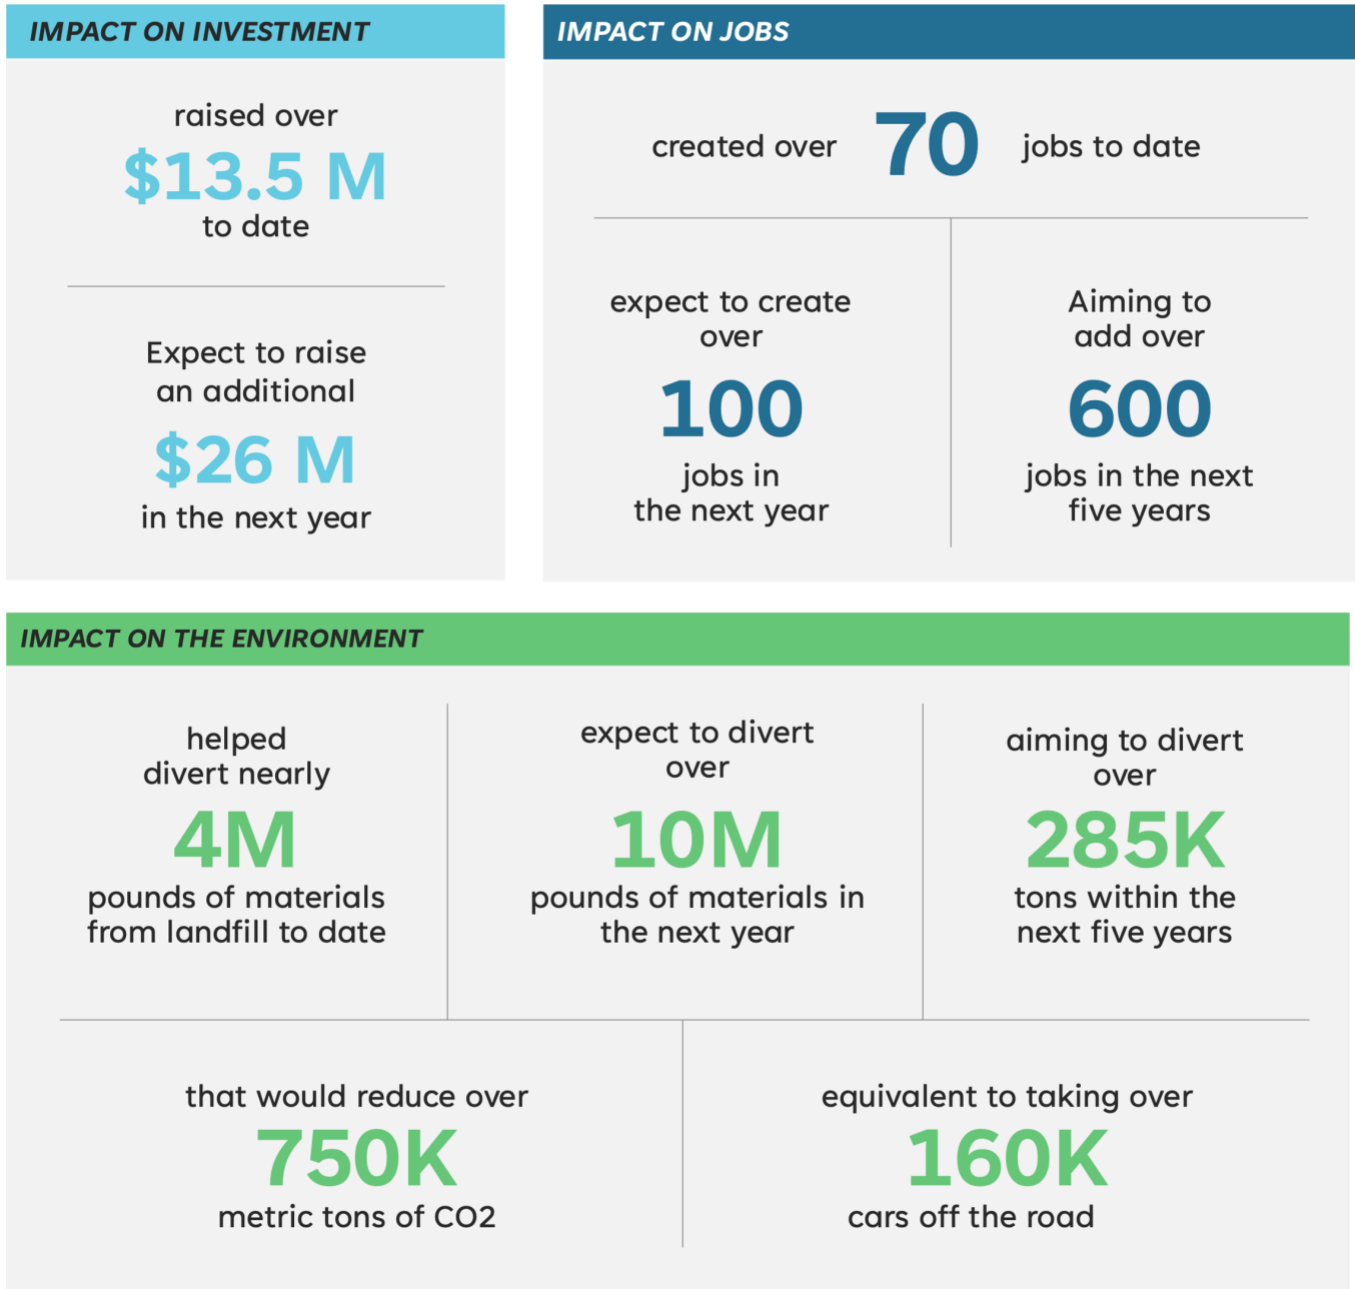 IMPACT ON INVESTMENT
raised over
$13.5 M
to date
Expect to raise
an additional
$26 M
in the next year
IMPACT ON JOBS
created over 70 jobs to date
expect to create
over
100
jobs in
the next year
Aiming to
add over
600
jobs in the next
five years
IMPACT ON THE ENVIRONMENT
helped
divert nearly
4M
pounds of materials
from landfill to date
expect to divert
over
10M
pounds of materials in
the next year
aiming to divert
over
285K
tons within the
next five years
that would reduce over
750K
metric tons of CO2
equivalent to taking over
160K
cars off the road